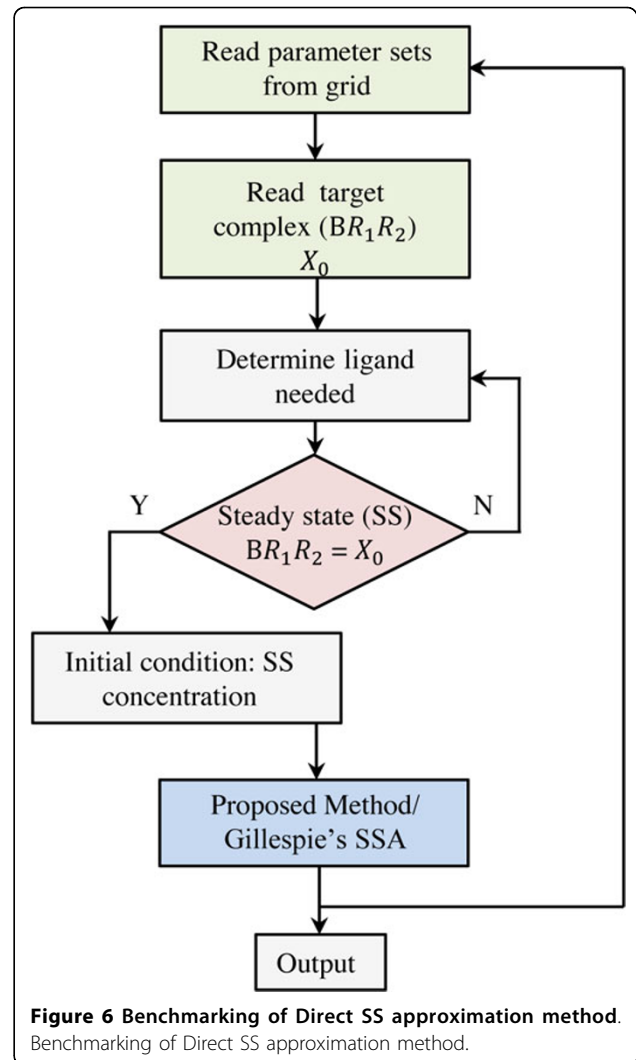 Read parameter sets
from grid
Read target
complex (BR₁R₂)
X₀
Determine ligand
needed
Y
N
Steady state (SS)
BR₁R₂ = X₀
Initial condition: SS
concentration
Proposed Method/
Gillespie's SSA
Output
Figure 6 Benchmarking of Direct SS approximation method.
Benchmarking of Direct SS approximation method.